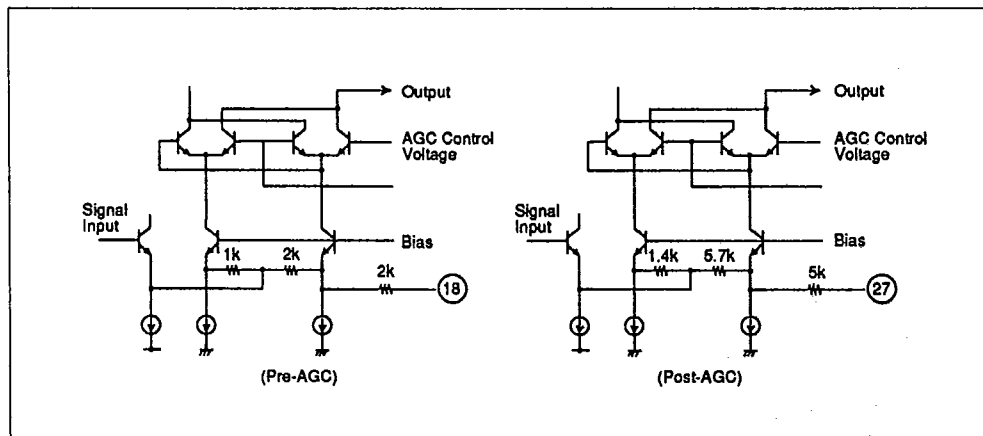 Output
AGC Control
Voltage
Signal
Input
Bias
1k
2k
2k
18
(Pre-AGC)
Output
AGC Control
Voltage
Signal
Input
Bias
1.4k
5.7k
5k
27
(Post-AGC)